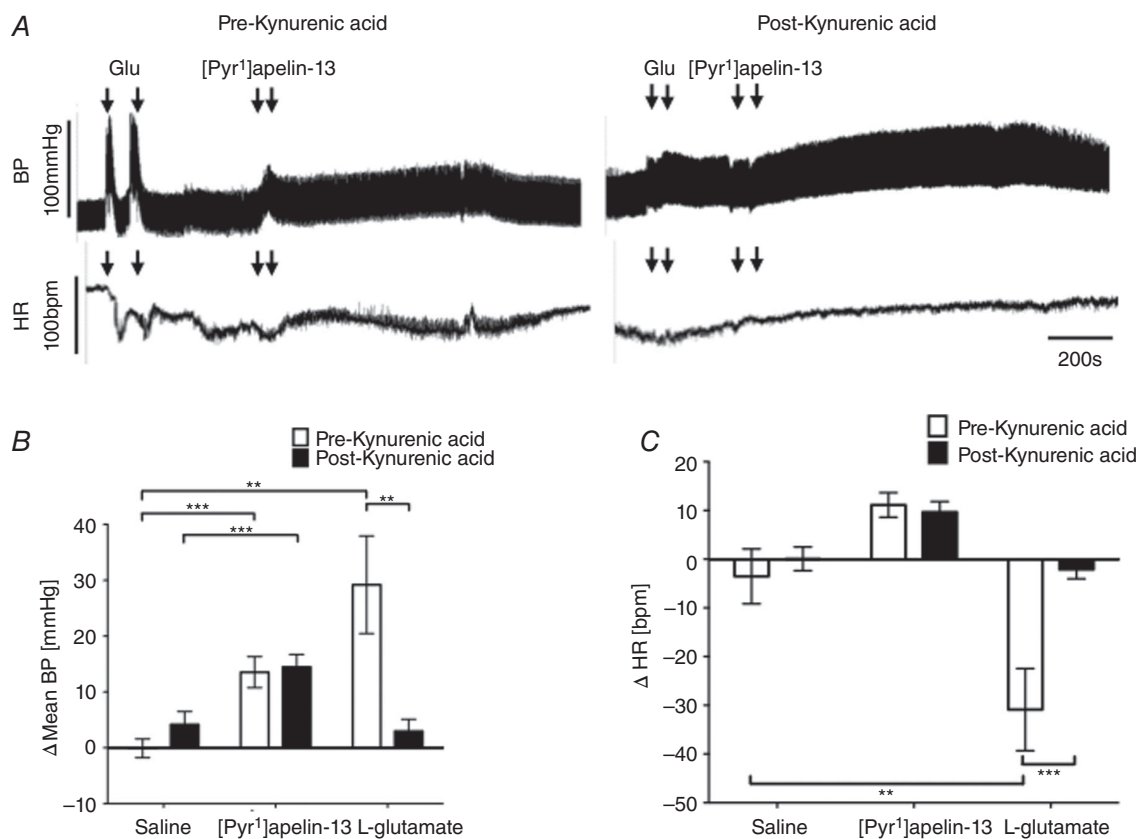 A
Pre-Kynurenic acid
Post-Kynurenic acid
Glu
[Pyr¹]apelin-13
Glu
[Pyr¹]apelin-13
BP
100mmHg
HR
100bpm
200s
B
Pre-Kynurenic acid
Post-Kynurenic acid
**
**
***
***
Δ Mean BP [mmHg]
40
30
20
10
0
−10
Saline
[Pyr¹]apelin-13
L-glutamate
C
Pre-Kynurenic acid
Post-Kynurenic acid
Δ HR [bpm]
20
10
0
−10
−20
−30
−40
−50
***
**
Saline
[Pyr¹]apelin-13
L-glutamate